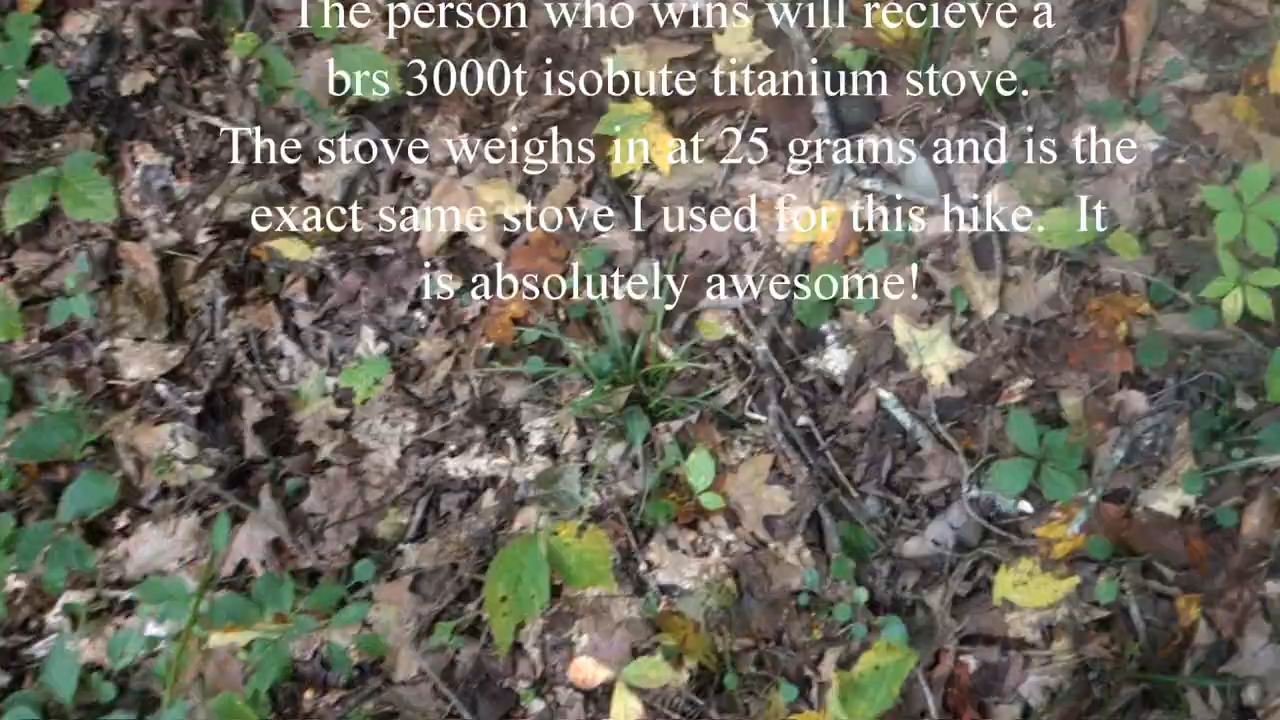 The person who wins will recieve a
brs 3000t isobute titanium stove.
The stove weighs in at 25 grams and is the
exact same stove I used for this hike.  It
is absolutely awesome!